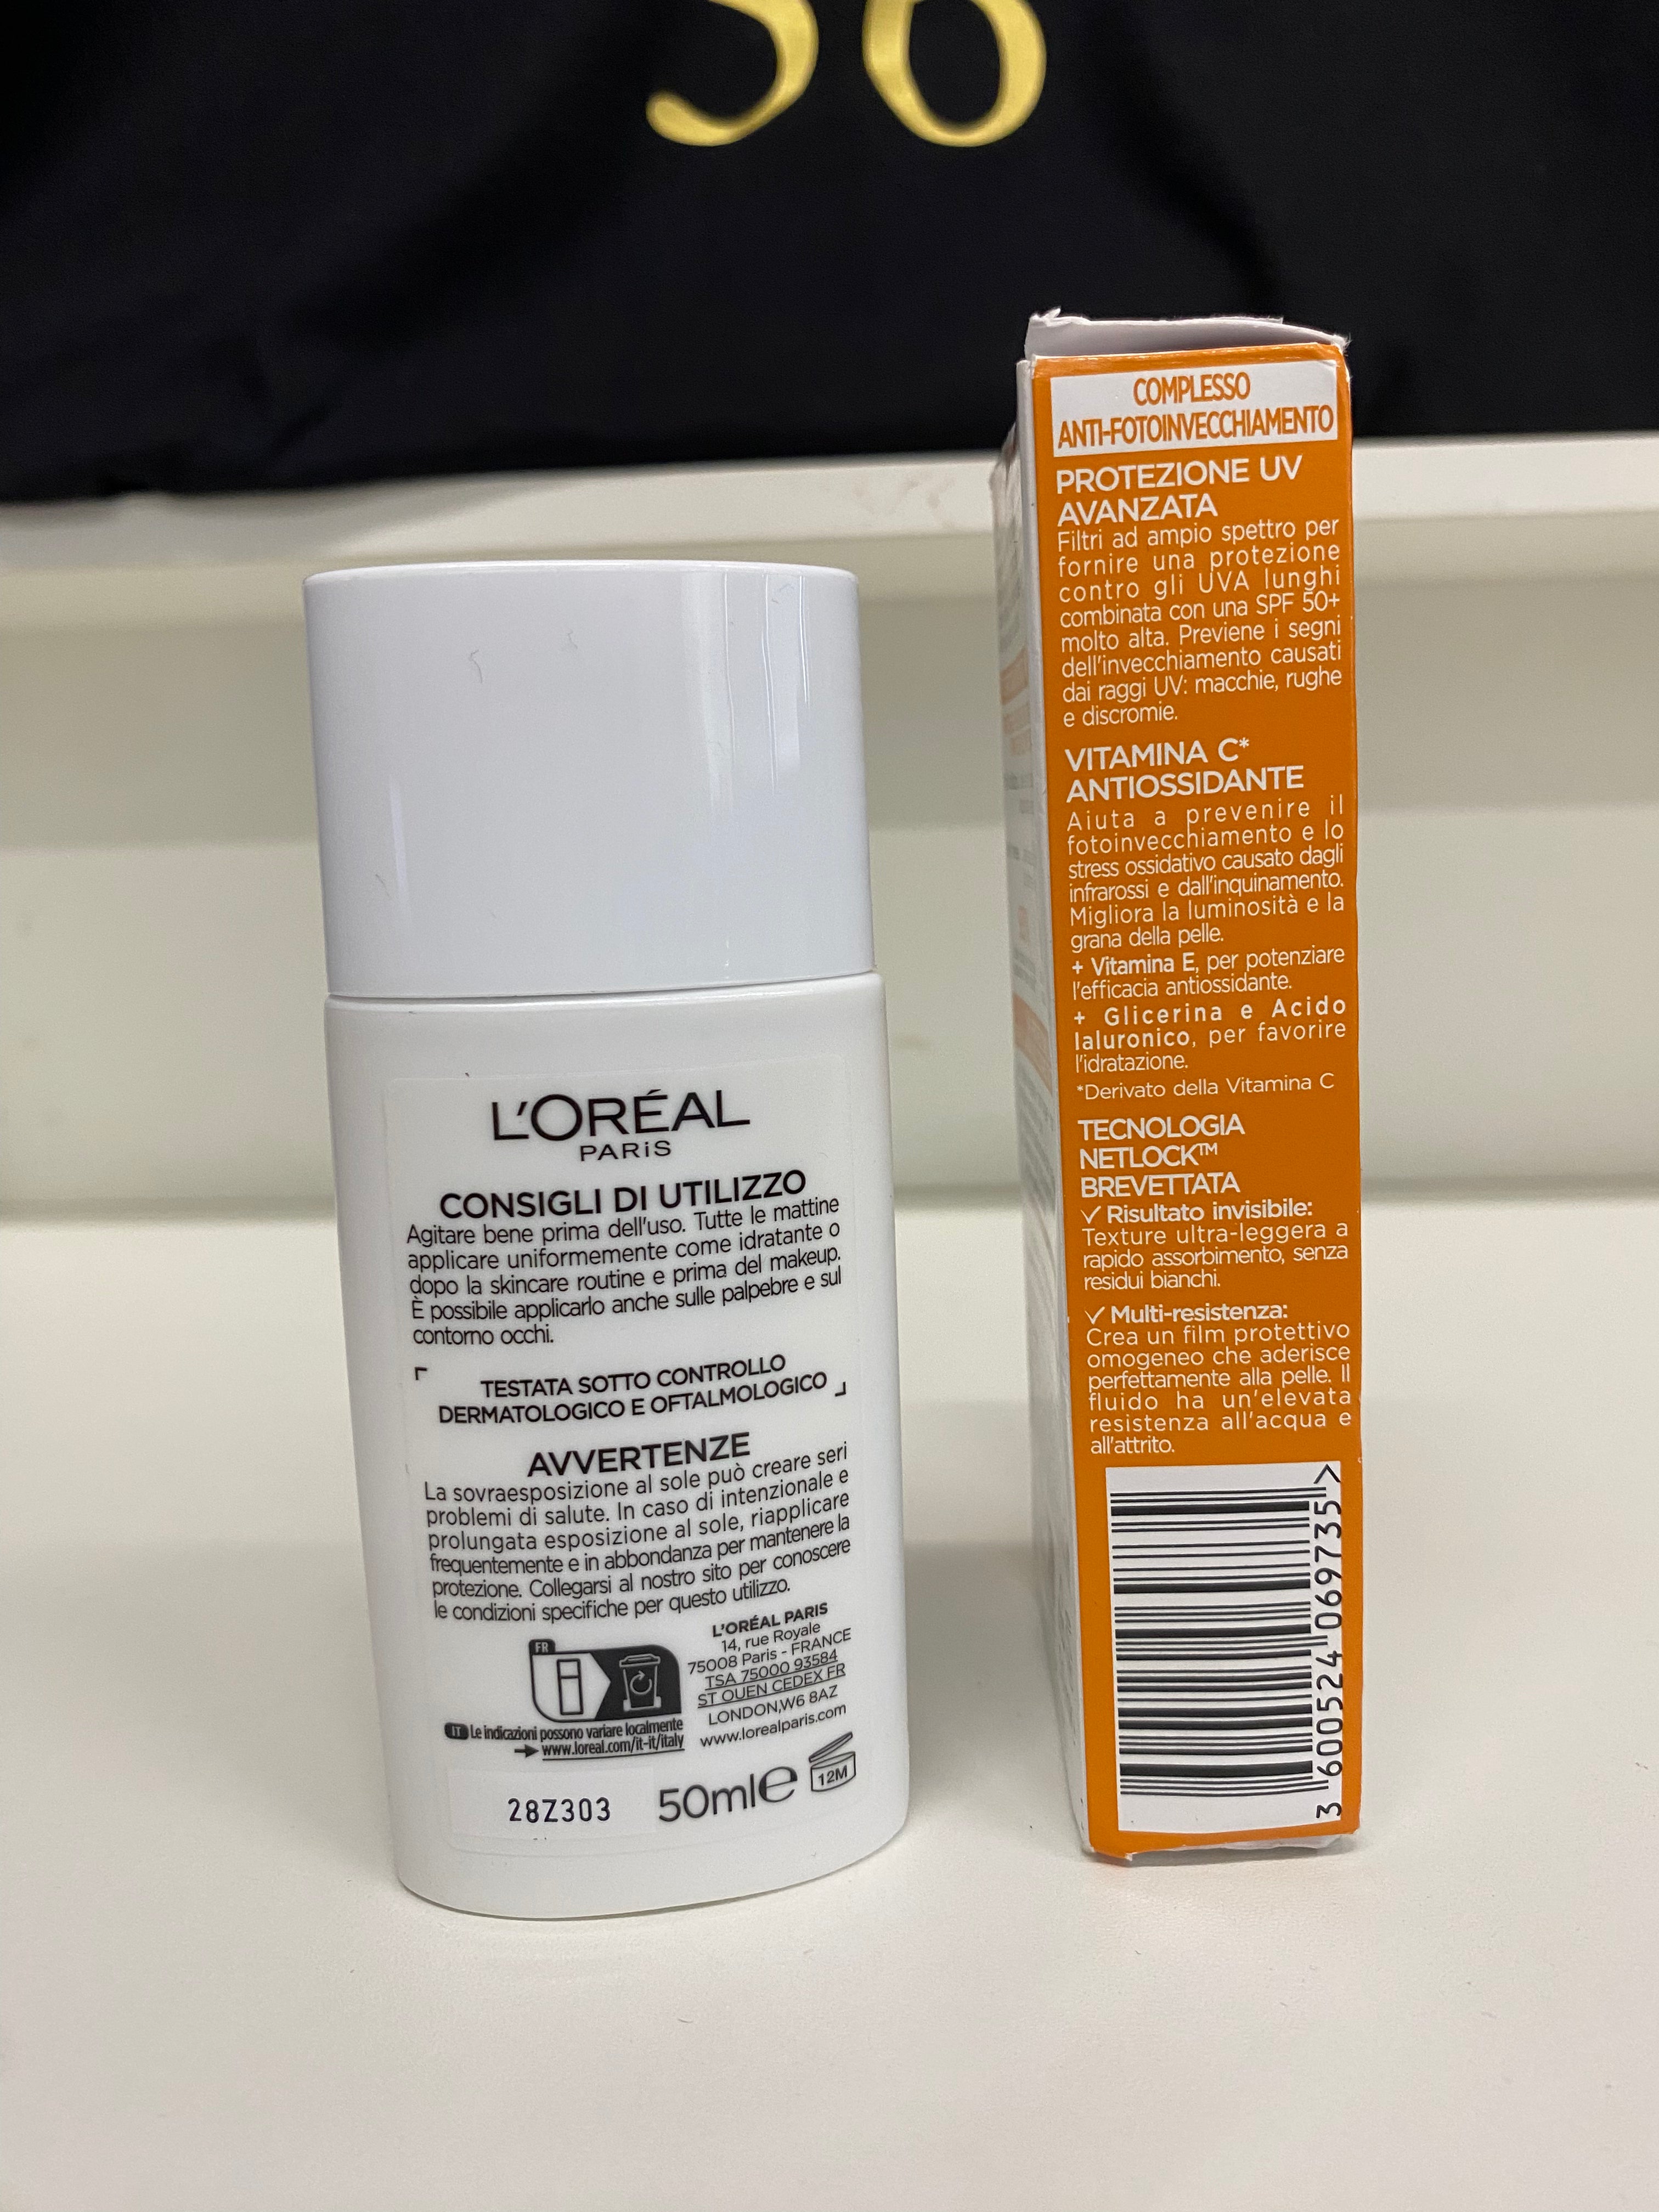 36
L'ORÉAL
PARiS
CONSIGLI DI UTILIZZO
Agitare bene prima dell'uso. Tutte le mattine
applicare uniformemente come idratante o
dopo la skincare routine e prima del makeup.
È possibile applicarlo anche sulle palpebre e sul
contorno occhi.
TESTATA SOTTO CONTROLLO
DERMATOLOGICO E OFTALMOLOGICO
AVVERTENZE
La sovraesposizione al sole può creare seri
problemi di salute. In caso di intenzionale e
prolungata esposizione al sole, riapplicare
frequentemente e in abbondanza per mantenere la
protezione. Collegarsi al nostro sito per conoscere
le condizioni specifiche per questo utilizzo.
FR
IT Le indicazioni possono variare localmente
www.loreal.com/it-it/italy
L'ORÉAL PARIS
14, rue Royale
75008 Paris - FRANCE
TSA 75000 93584
ST OUEN CEDEX FR
LONDON,W6 8AZ
www.lorealparis.com
28Z303
50ml℮
12M
COMPLESSO
ANTI-FOTOINVECCHIAMENTO
PROTEZIONE UV
AVANZATA
Filtri ad ampio spettro per
fornire una protezione
contro gli UVA lunghi
combinata con una SPF 50+
molto alta. Previene i segni
dell'invecchiamento causati
dai raggi UV: macchie, rughe
e discromie.
VITAMINA C*
ANTIOSSIDANTE
Aiuta a prevenire il
fotoinvecchiamento e lo
stress ossidativo causato dagli
infrarossi e dall'inquinamento.
Migliora la luminosità e la
grana della pelle.
+ Vitamina E, per potenziare
l'efficacia antiossidante.
+ Glicerina e Acido
Ialuronico, per favorire
l'idratazione.
*Derivato della Vitamina C
TECNOLOGIA
NETLOCK™
BREVETTATA
✓ Risultato invisibile:
Texture ultra-leggera a
rapido assorbimento, senza
residui bianchi.
✓ Multi-resistenza:
Crea un film protettivo
omogeneo che aderisce
perfettamente alla pelle. Il
fluido ha un'elevata
resistenza all'acqua e
all'attrito.
3 600524 069735 >